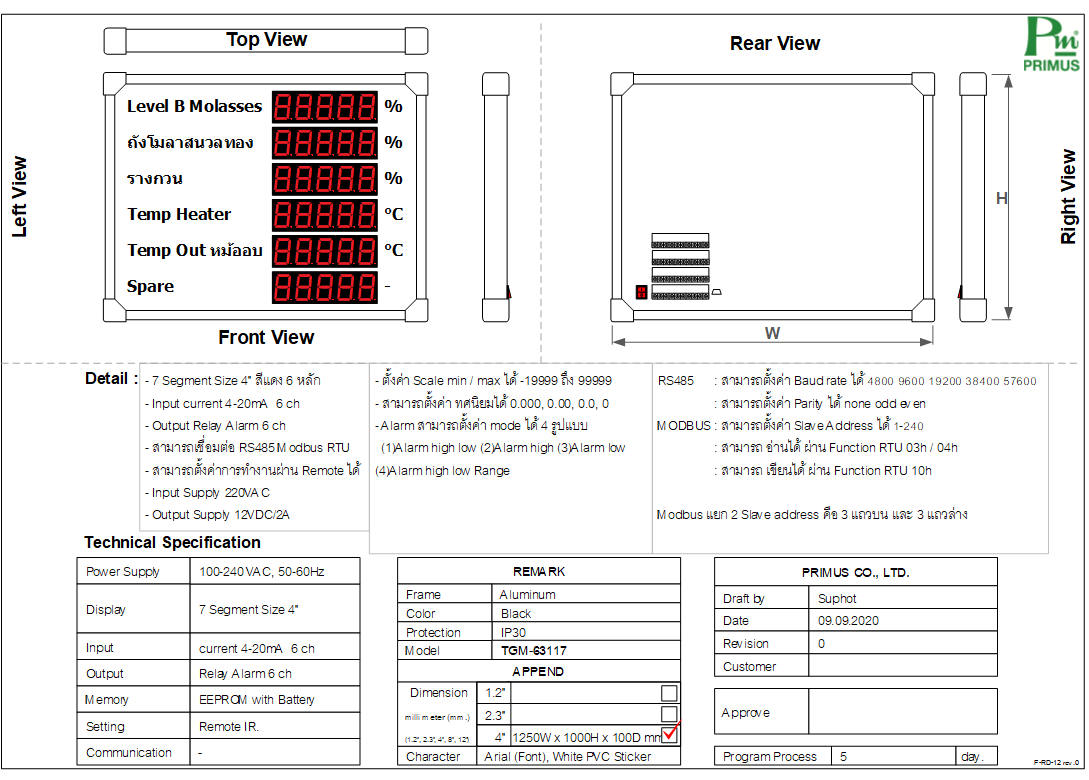 Top View
Rear View
Pm
PRIMUS
Left View
Level B Molasses 88888 %
ถังโมลาสนวลทอง 88888 %
รางกวน 88888 %
Temp Heater 88888 °C
Temp Out หม้ออบ 88888 °C
Spare 88888 -
Front View
H
W
Right View
Detail :
- 7 Segment Size 4" สีแดง 6 หลัก
- Input current 4-20mA 6 ch
- Output Relay Alarm 6 ch
- สามารถเชื่อมต่อ RS485 Modbus RTU
- สามารถตั้งค่าการทำงานผ่าน Remote ได้
- Input Supply 220VAC
- Output Supply 12VDC/2A
- ตั้งค่า Scale min / max ได้ -19999 ถึง 99999
- สามารถตั้งค่า ทศนิยมได้ 0.000, 0.00, 0.0, 0
- Alarm สามารถตั้งค่า mode ได้ 4 รูปแบบ
(1)Alarm high low (2)Alarm high (3)Alarm low
(4)Alarm high low Range
RS485 : สามารถตั้งค่า Baud rate ได้ 4800 9600 19200 38400 57600
: สามารถตั้งค่า Parity ได้ none odd even
MODBUS : สามารถตั้งค่า Slave Address ได้ 1-240
: สามารถ อ่านได้ ผ่าน Function RTU 03h / 04h
: สามารถ เขียนได้ ผ่าน Function RTU 10h
Modbus แยก 2 Slave address คือ 3 แถวบน และ 3 แถวล่าง
Technical Specification
Power Supply 100-240VAC, 50-60Hz
Display 7 Segment Size 4"
Input current 4-20mA 6 ch
Output Relay Alarm 6 ch
Memory EEPROM with Battery
Setting Remote IR.
Communication -
REMARK
Frame Aluminum
Color Black
Protection IP30
Model TGM-63117
APPEND
Dimension 1.2"
millimeter (mm.) 2.3"
(1.2", 2.3", 4", 8", 12") 4" 1250W x 1000H x 100D mm
Character Arial (Font), White PVC Sticker
PRIMUS CO., LTD.
Draft by Suphot
Date 09.09.2020
Revision 0
Customer
Approve
Program Process 5 day.
F-RD-12 rev.0